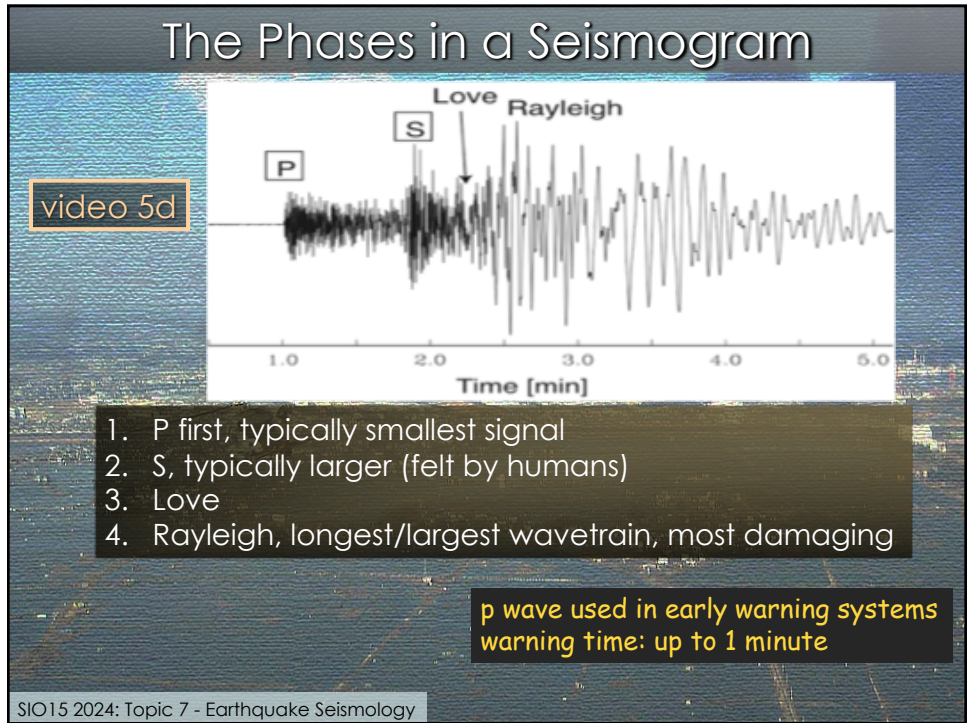 The Phases in a Seismogram
video 5d
P
S
Love
Rayleigh
1.0 2.0 3.0 4.0 5.0
Time [min]
1. P first, typically smallest signal
2. S, typically larger (felt by humans)
3. Love
4. Rayleigh, longest/largest wavetrain, most damaging
p wave used in early warning systems
warning time: up to 1 minute
SIO15 2024: Topic 7 - Earthquake Seismology